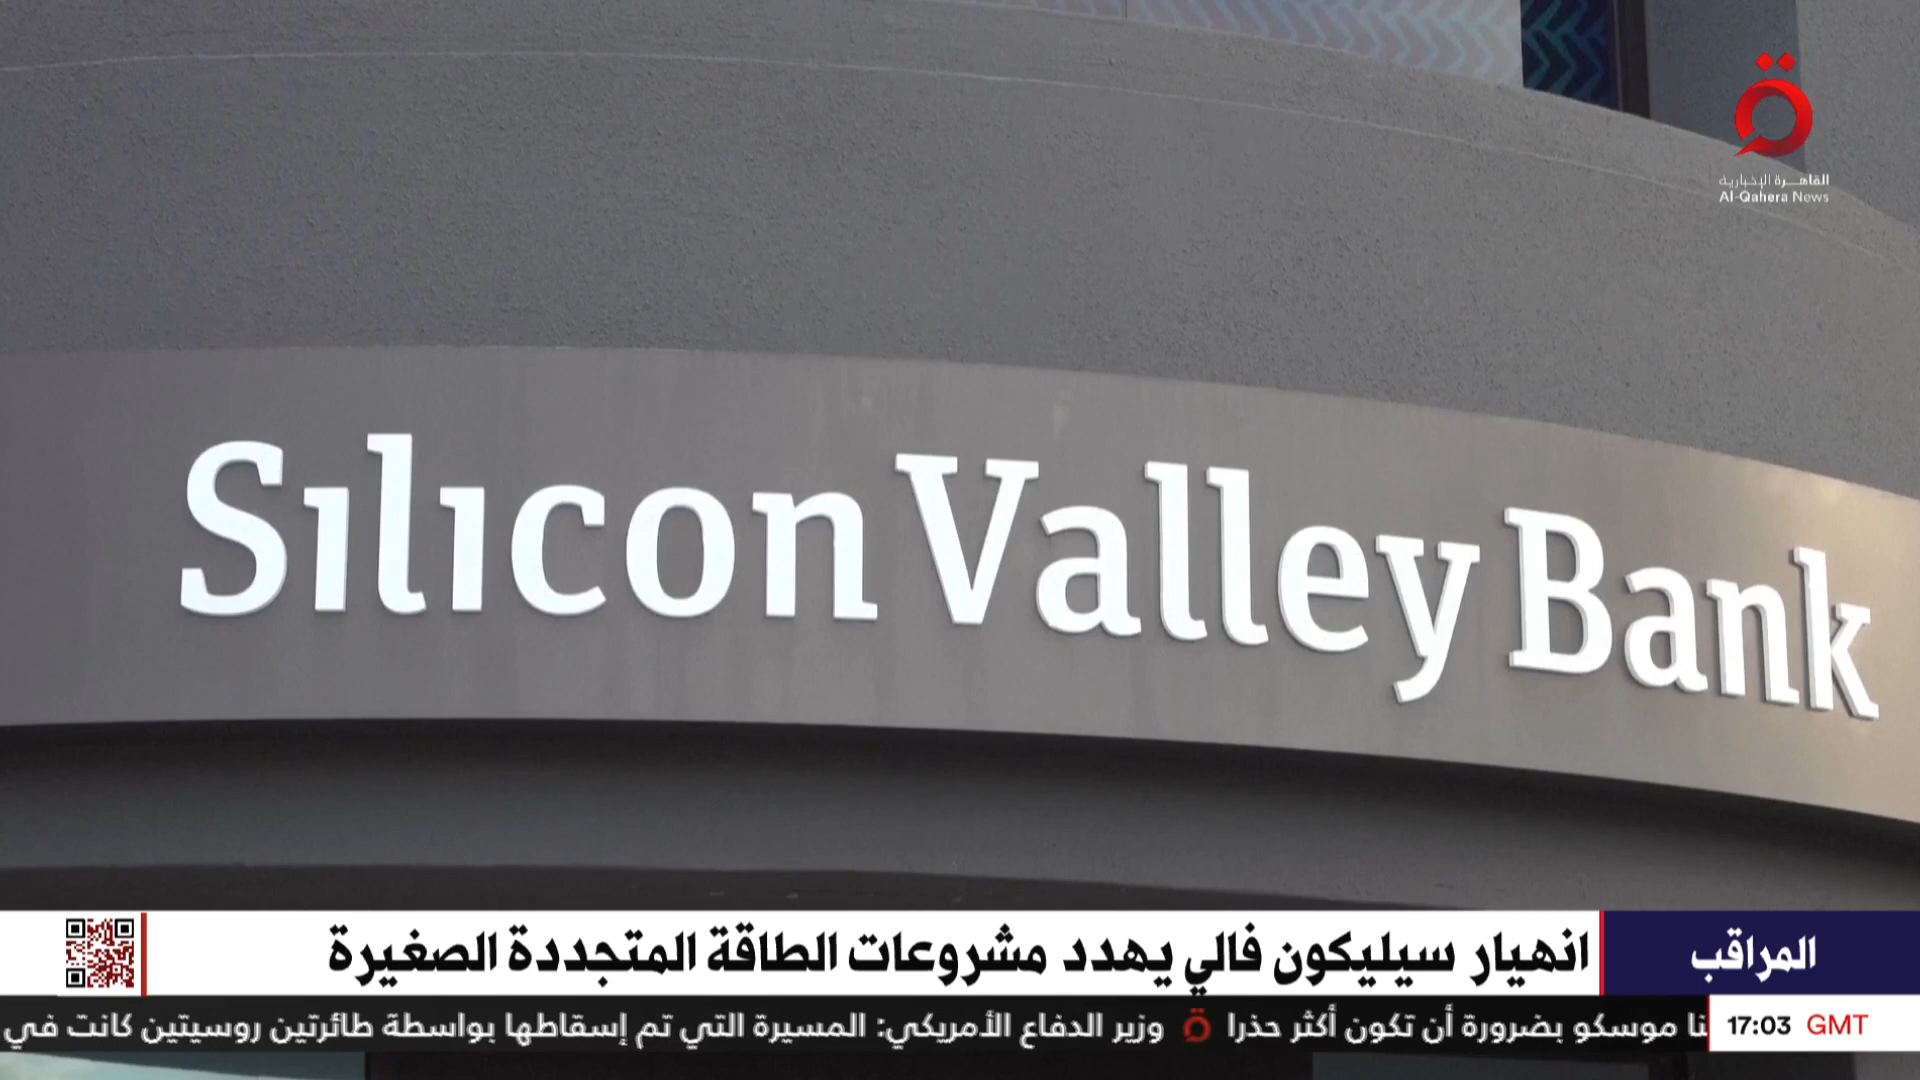 القاهرة الإخبارية
Al-Qahera News
Silicon Valley Bank
المراقب
انهيار سيليكون فالي يهدد مشروعات الطاقة المتجددة الصغيرة
17:03 GMT
موسكو بضرورة أن تكون أكثر حذرا وزير الدفاع الأمريكي: المسيرة التي تم إسقاطها بواسطة طائرتين روسيتين كانت في